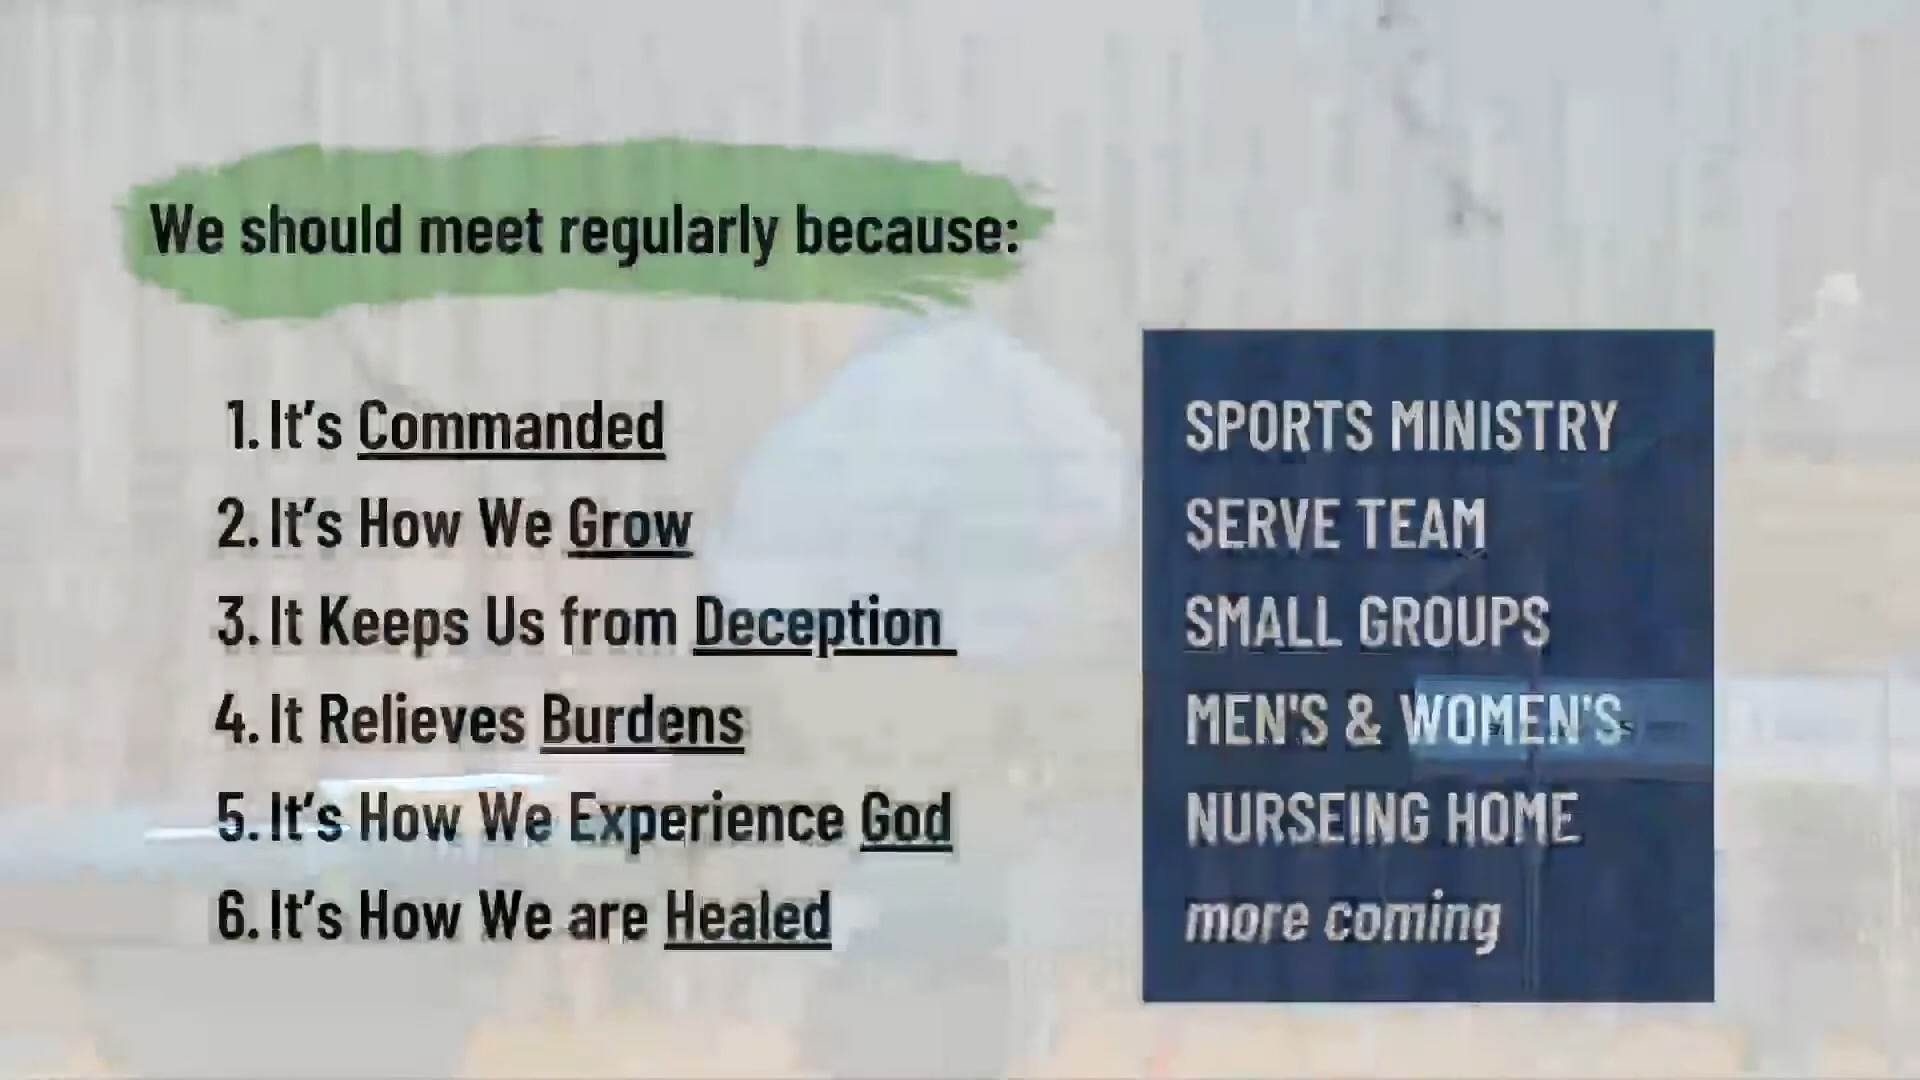 We should meet regularly because:
1. It's Commanded
2. It's How We Grow
3. It Keeps Us from Deception
4. It Relieves Burdens
5. It's How We Experience God
6. It's How We are Healed
SPORTS MINISTRY
SERVE TEAM
SMALL GROUPS
MEN'S & WOMEN'S
NURSEING HOME
more coming